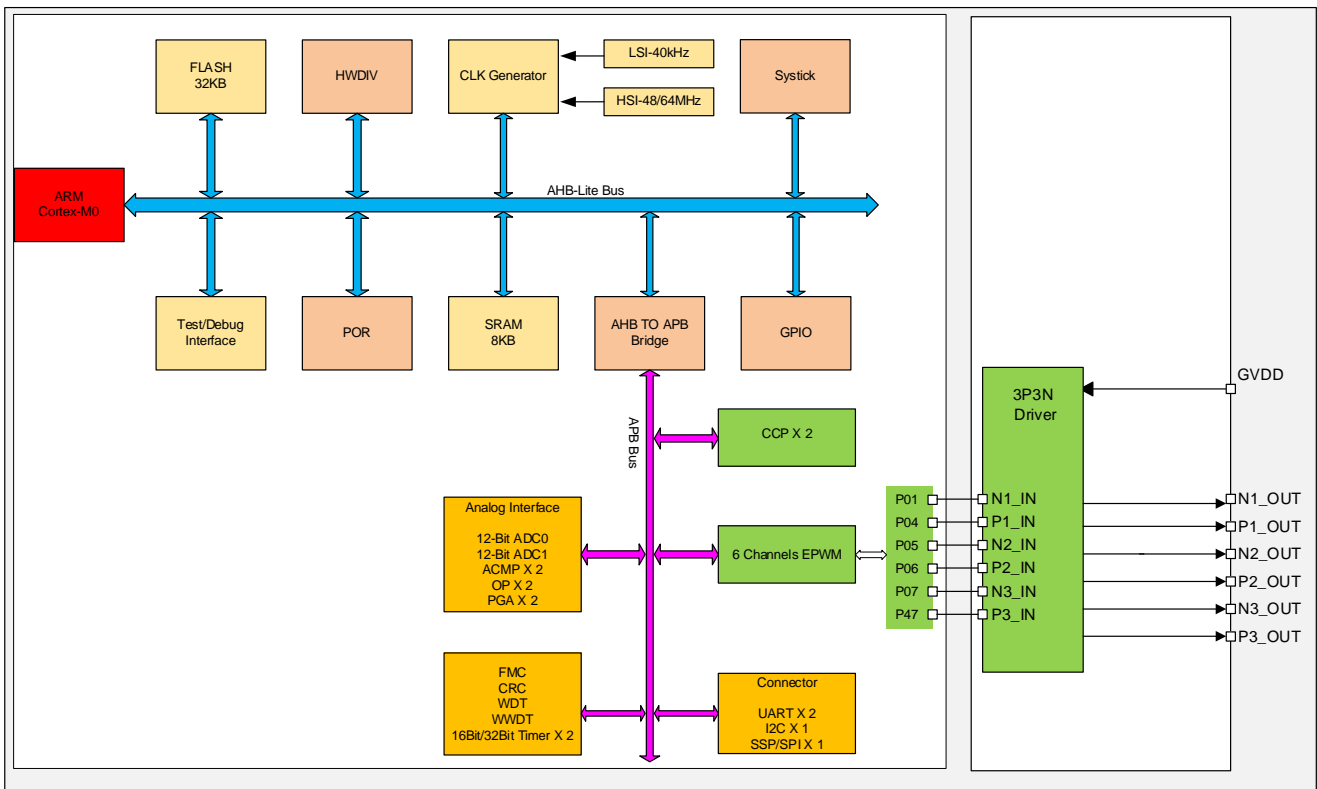 FLASH
32KB
HWDIV
CLK Generator
LSI-40kHz
HSI-48/64MHz
Systick
ARM
Cortex-M0
AHB-Lite Bus
Test/Debug
Interface
POR
SRAM
8KB
AHB TO APB
Bridge
GPIO
APB Bus
CCP X 2
Analog Interface
12-Bit ADC0
12-Bit ADC1
ACMP X 2
OP X 2
PGA X 2
6 Channels EPWM
FMC
CRC
WDT
WWDT
16Bit/32Bit Timer X 2
Connector
UART X 2
I2C X 1
SSP/SPI X 1
P01
P04
P05
P06
P07
P47
3P3N
Driver
N1_IN
P1_IN
N2_IN
P2_IN
N3_IN
P3_IN
GVDD
N1_OUT
P1_OUT
N2_OUT
P2_OUT
N3_OUT
P3_OUT